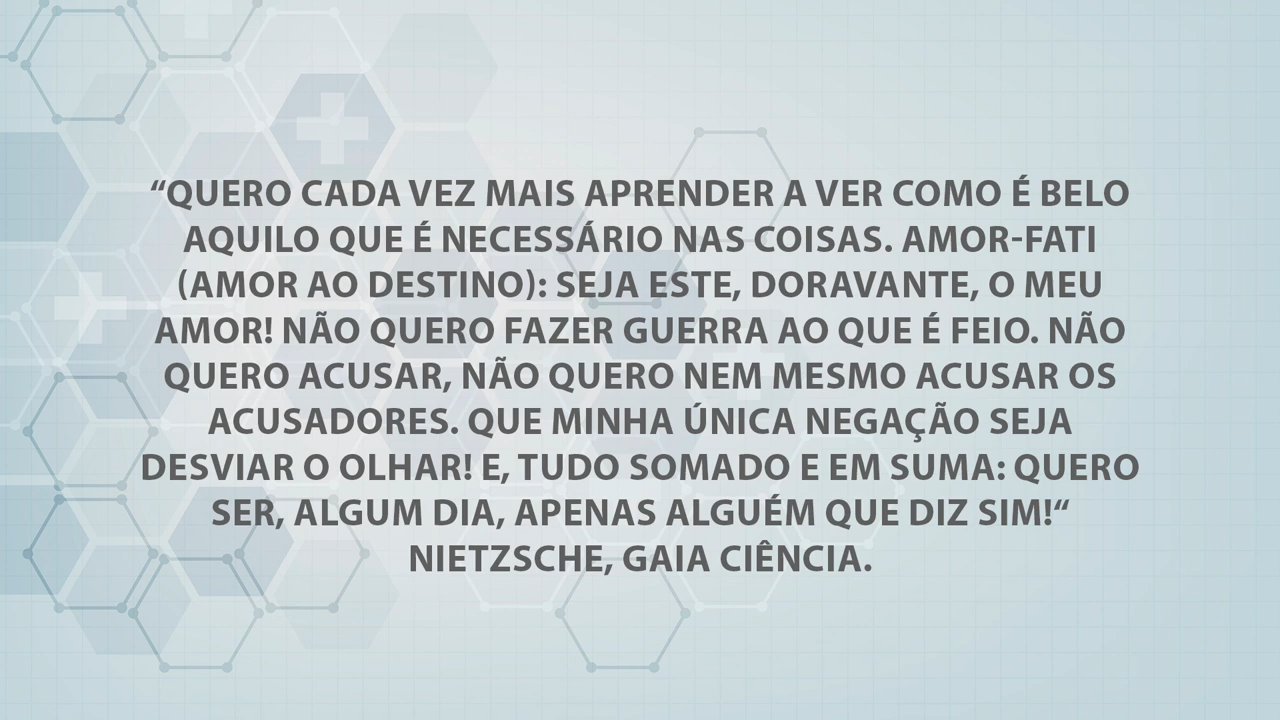 “QUERO CADA VEZ MAIS APRENDER A VER COMO É BELO
AQUILO QUE É NECESSÁRIO NAS COISAS. AMOR-FATI
(AMOR AO DESTINO): SEJA ESTE, DORAVANTE, O MEU
AMOR! NÃO QUERO FAZER GUERRA AO QUE É FEIO. NÃO
QUERO ACUSAR, NÃO QUERO NEM MESMO ACUSAR OS
ACUSADORES. QUE MINHA ÚNICA NEGAÇÃO SEJA
DESVIAR O OLHAR! E, TUDO SOMADO E EM SUMA: QUERO
SER, ALGUM DIA, APENAS ALGUÉM QUE DIZ SIM!“
NIETZSCHE, GAIA CIÊNCIA.